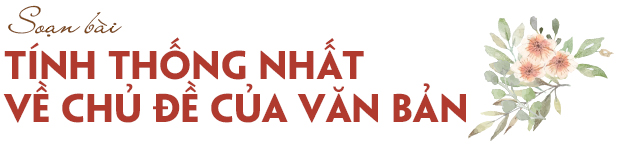 Soạn bài
TÍNH THỐNG NHẤT
VỀ CHỦ ĐỀ CỦA VĂN BẢN